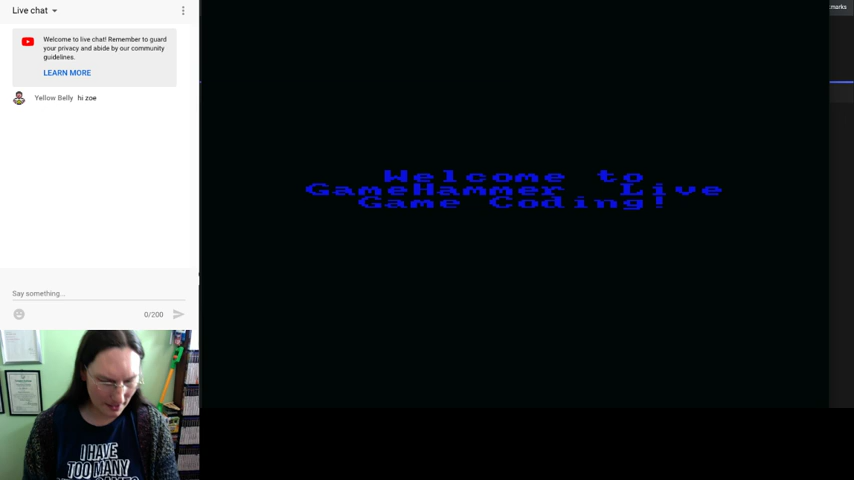 Live chat
Welcome to live chat! Remember to guard
your privacy and abide by our community
guidelines.
LEARN MORE
Yellow Belly hi zoe
Say something...
0/200
Welcome to
GameHammer Live
Game Coding!
I HAVE
TOO MANY